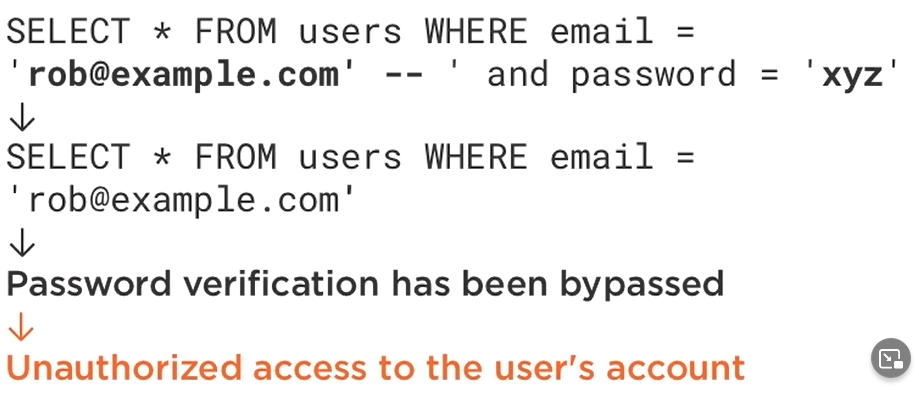 SELECT * FROM users WHERE email =
'rob@example.com' -- ' and password = 'xyz'
↓
SELECT * FROM users WHERE email =
'rob@example.com'
↓
Password verification has been bypassed
↓
Unauthorized access to the user's account